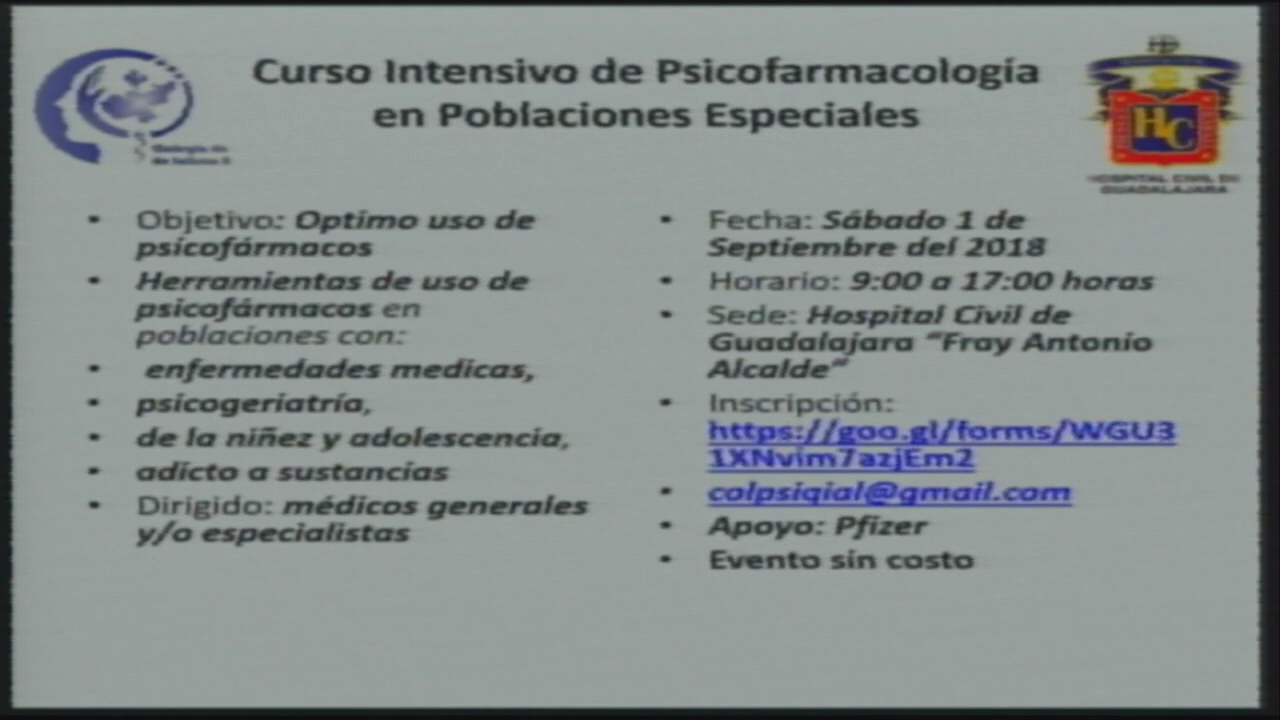 Curso Intensivo de Psicofarmacología
en Poblaciones Especiales
HOSPITAL CIVIL DE
GUADALAJARA
• Objetivo: Optimo uso de
psicofármacos
• Herramientas de uso de
psicofármacos en
poblaciones con:
• enfermedades medicas,
• psicogeriatría,
• de la niñez y adolescencia,
• adicto a sustancias
• Dirigido: médicos generales
y/o especialistas
• Fecha: Sábado 1 de
Septiembre del 2018
• Horario: 9:00 a 17:00 horas
• Sede: Hospital Civil de
Guadalajara “Fray Antonio
Alcalde”
• Inscripción:
https://goo.gl/forms/WGU3
1XNvim7azjEm2
• colpsiqial@gmail.com
• Apoyo: Pfizer
• Evento sin costo